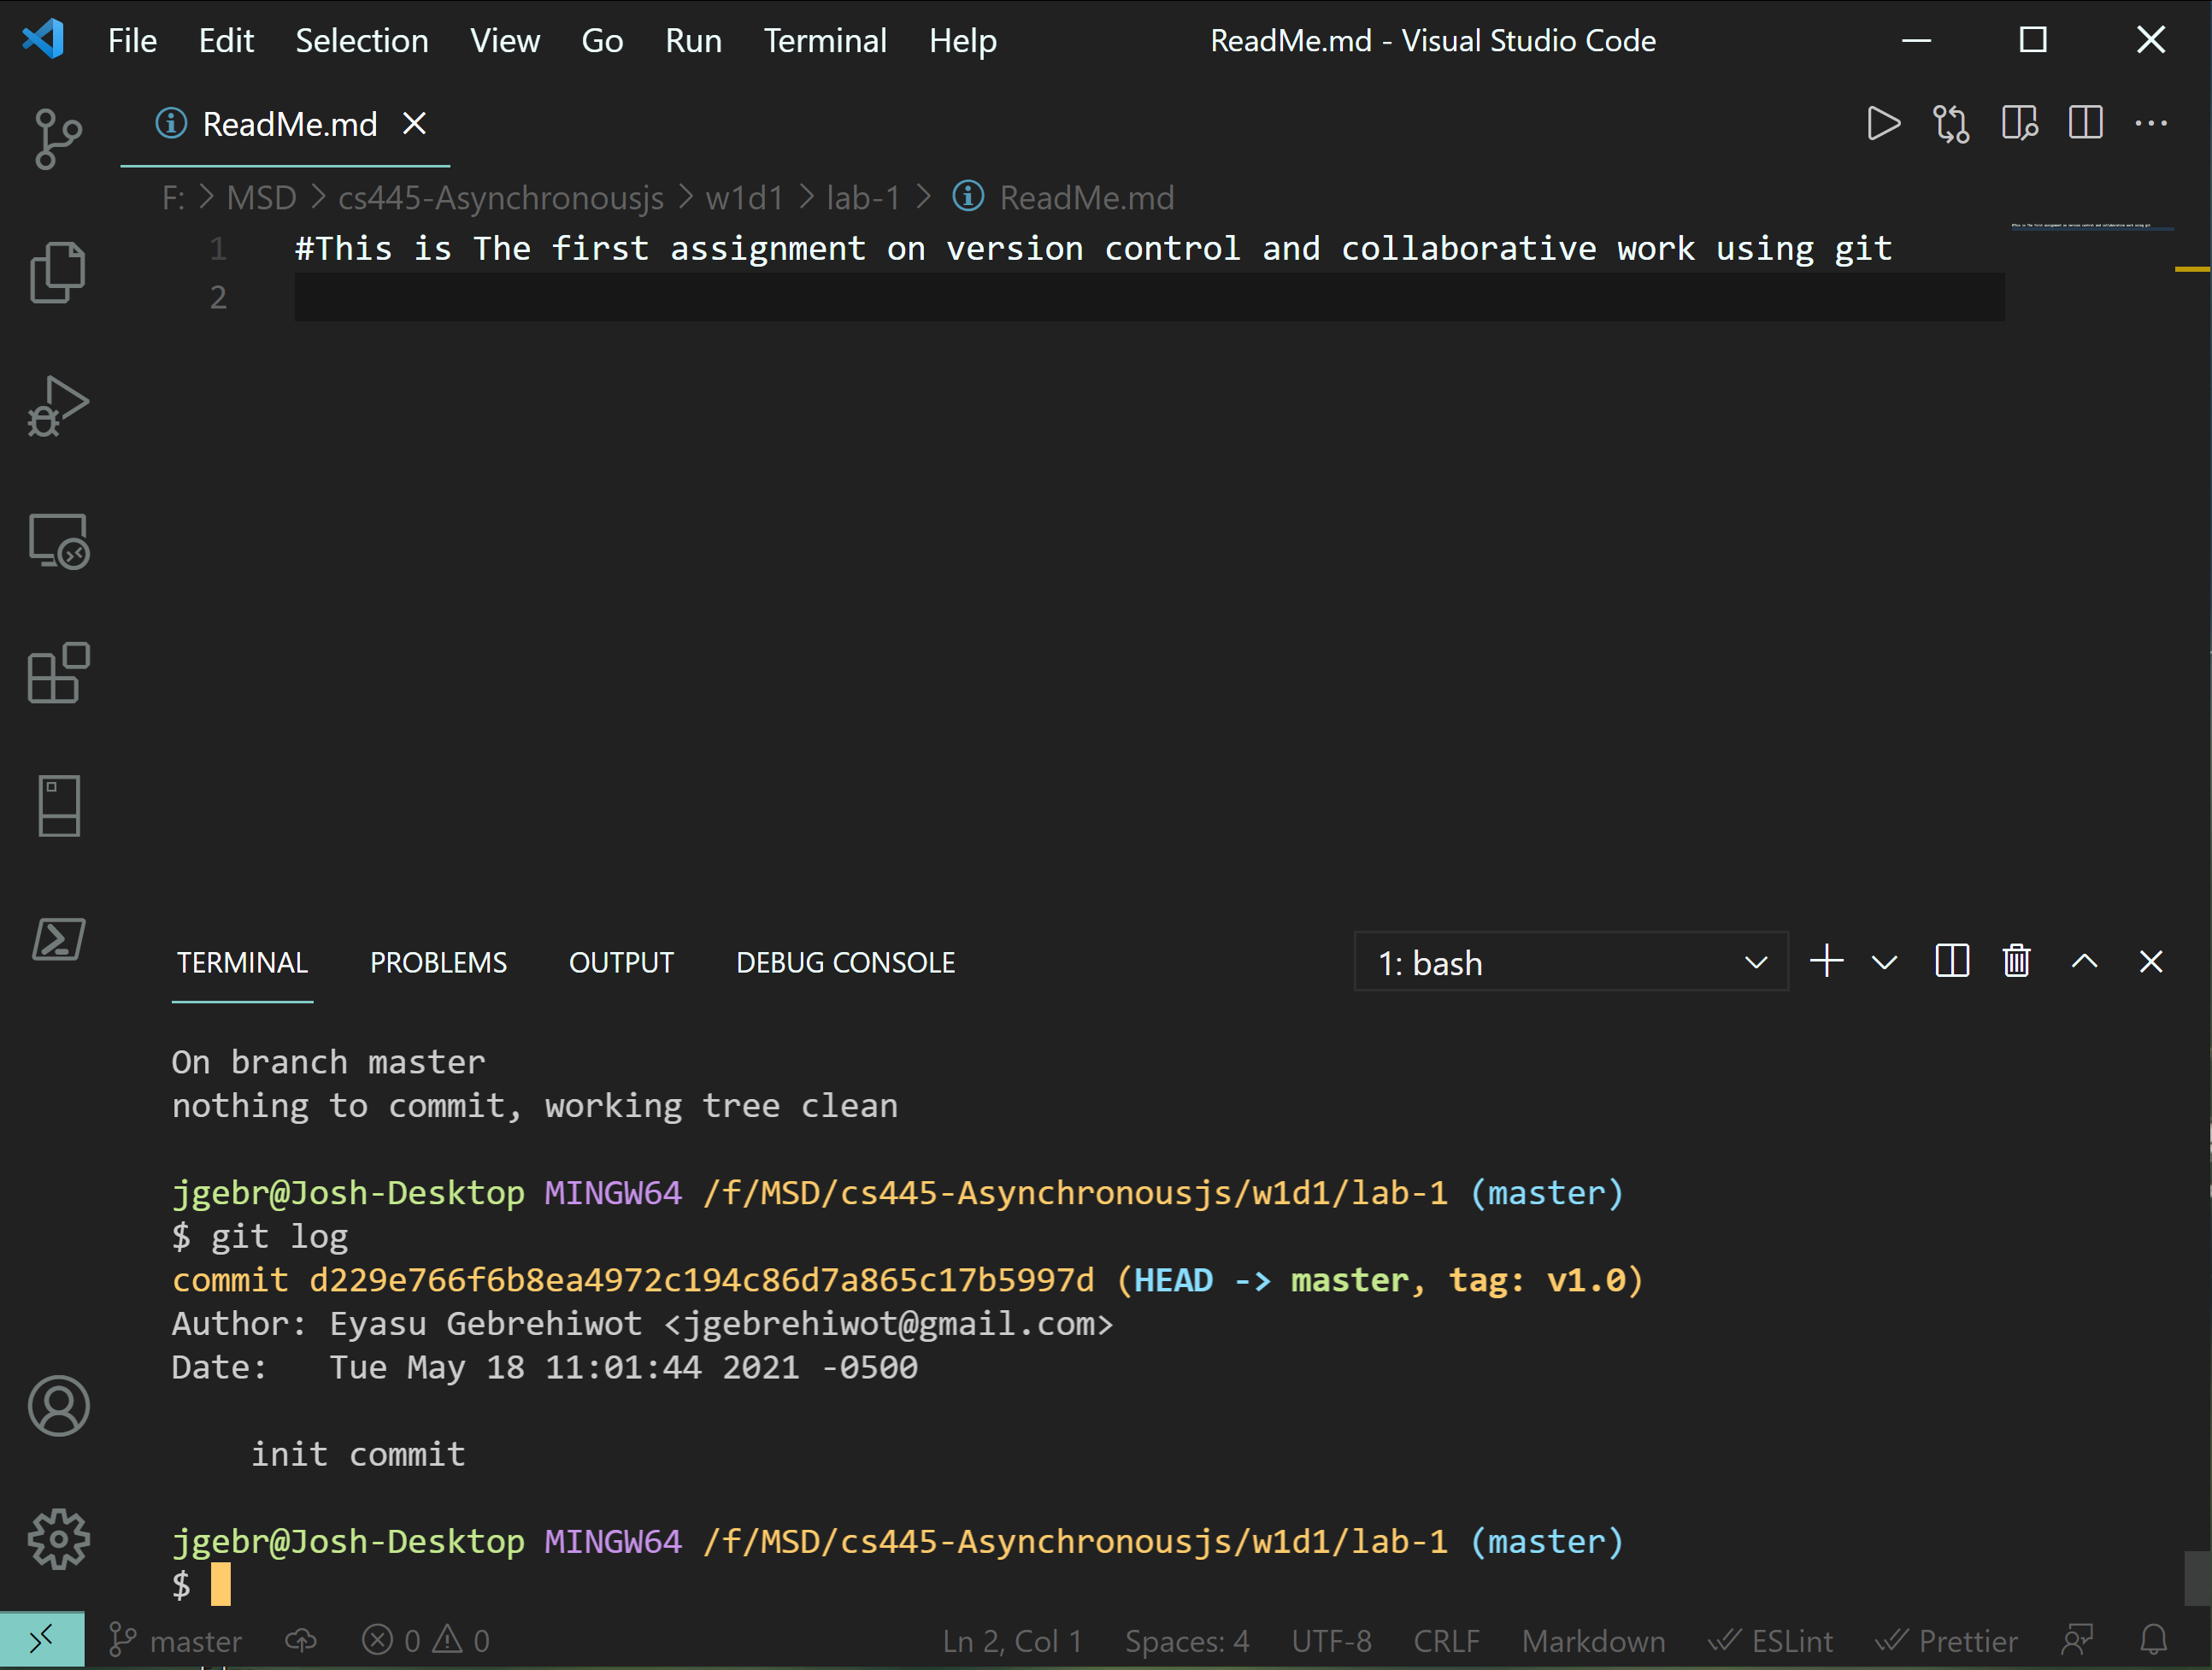 File Edit Selection View Go Run Terminal Help ReadMe.md - Visual Studio Code
ReadMe.md
F: > MSD > cs445-Asynchronousjs > w1d1 > lab-1 > ReadMe.md
1 #This is The first assignment on version control and collaborative work using git
2
TERMINAL PROBLEMS OUTPUT DEBUG CONSOLE 1: bash
On branch master
nothing to commit, working tree clean
jgebr@Josh-Desktop MINGW64 /f/MSD/cs445-Asynchronousjs/w1d1/lab-1 (master)
$ git log
commit d229e766f6b8ea4972c194c86d7a865c17b5997d (HEAD -> master, tag: v1.0)
Author: Eyasu Gebrehiwot <jgebrehiwot@gmail.com>
Date:   Tue May 18 11:01:44 2021 -0500
    init commit
jgebr@Josh-Desktop MINGW64 /f/MSD/cs445-Asynchronousjs/w1d1/lab-1 (master)
$
master 0 0 Ln 2, Col 1 Spaces: 4 UTF-8 CRLF Markdown ESLint Prettier